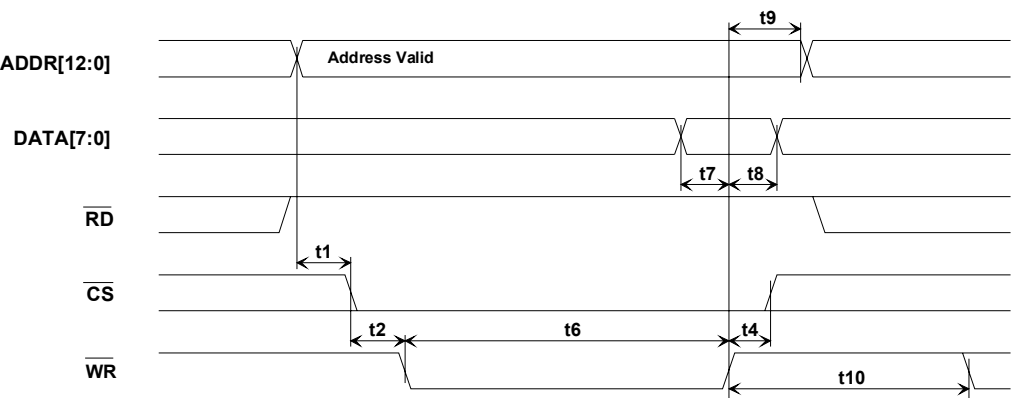 t9
ADDR[12:0]
Address Valid
DATA[7:0]
t7
t8
RD
t1
CS
t2
t6
t4
WR
t10